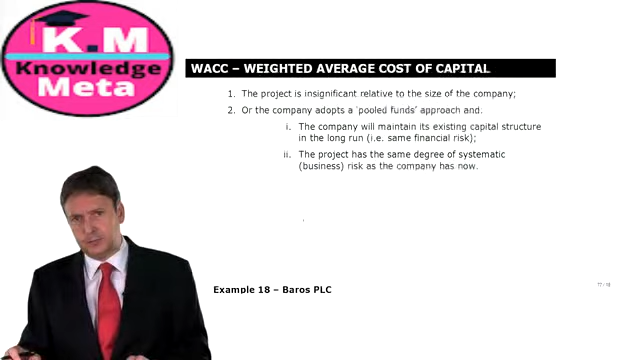 K.M
Knowledge
Meta
WACC – WEIGHTED AVERAGE COST OF CAPITAL
1. The project is insignificant relative to the size of the company;
2. Or the company adopts a 'pooled funds' approach and.
i. The company will maintain its existing capital structure
in the long run (i.e. same financial risk);
ii. The project has the same degree of systematic
(business) risk as the company has now.
Example 18 – Baros PLC